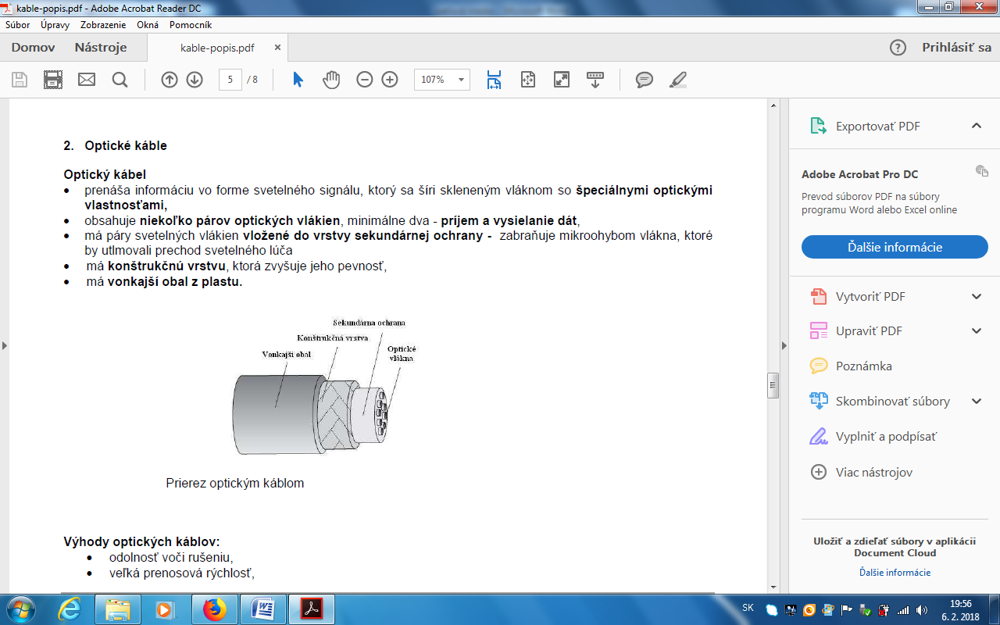 kable-popis.pdf - Adobe Acrobat Reader DC
Súbor Úpravy Zobrazenie Okná Pomocník
Domov Nástroje kable-popis.pdf × ? Prihlásiť sa
5 / 8 107%
2. Optické káble
Optický kábel
• prenáša informáciu vo forme svetelného signálu, ktorý sa šíri skleneným vláknom so špeciálnymi optickými
vlastnosťami,
• obsahuje niekoľko párov optických vlákien, minimálne dva - príjem a vysielanie dát,
• má páry svetelných vlákien vložené do vrstvy sekundárnej ochrany - zabraňuje mikroohybom vlákna, ktoré
by utlmovali prechod svetelného lúča
• má konštrukčnú vrstvu, ktorá zvyšuje jeho pevnosť,
• má vonkajší obal z plastu.
Sekundárna ochrana
Konštrukčná vrstva
Optické
vlákna
Vonkajší obal
Prierez optickým káblom
Výhody optických káblov:
• odolnosť voči rušeniu,
• veľká prenosová rýchlosť,
Exportovať PDF
Adobe Acrobat Pro DC
Prevod súborov PDF na súbory
programu Word alebo Excel online
Ďalšie informácie
Vytvoriť PDF
Upraviť PDF
Poznámka
Skombinovať súbory
Vyplniť a podpísať
Viac nástrojov
Uložiť a zdieľať súbory v aplikácii
Document Cloud
Ďalšie informácie
SK
19:56
6. 2. 2018